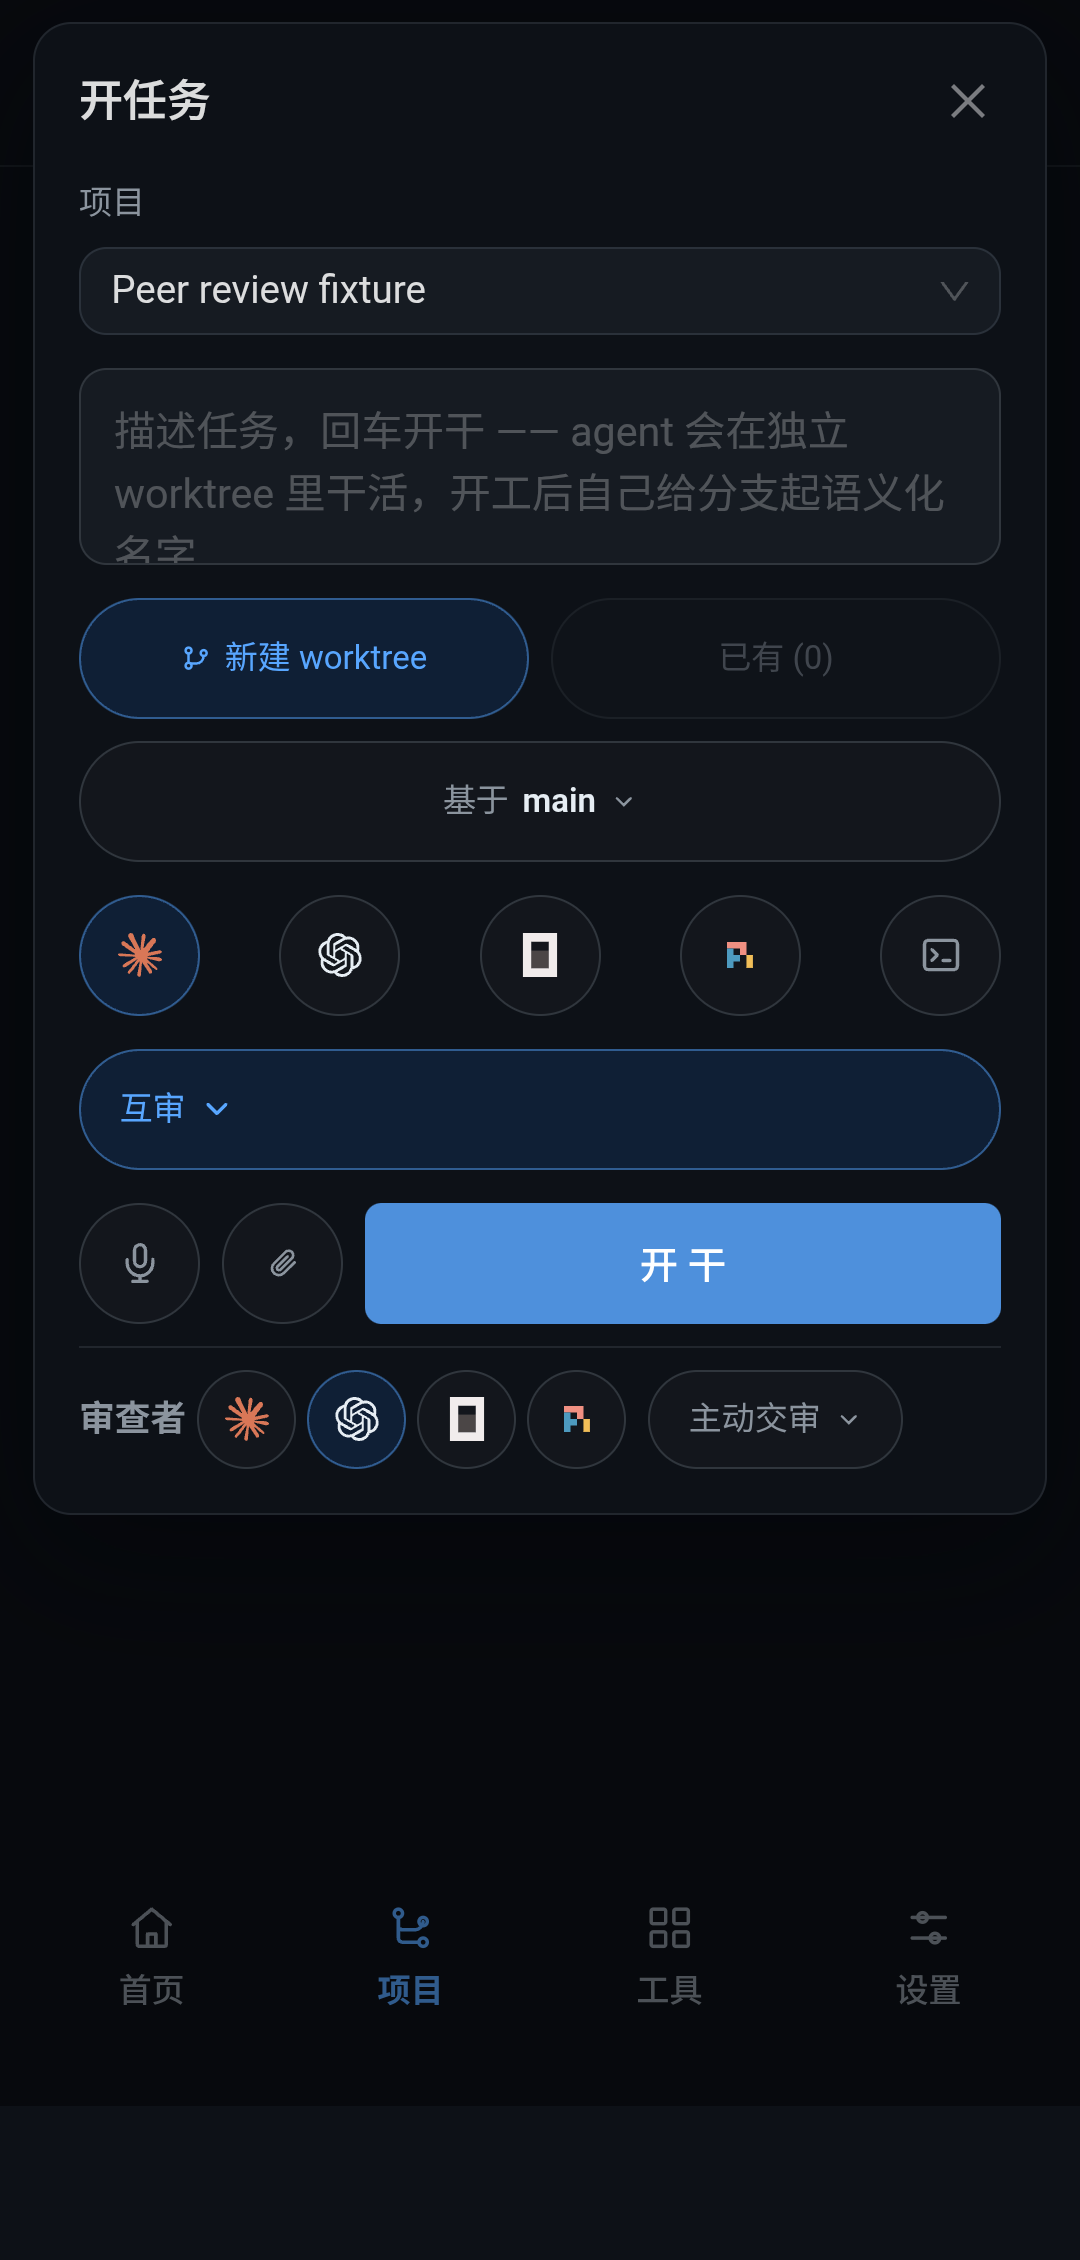 开任务
项目
Peer review fixture
描述任务，回车开干 —— agent 会在独立
worktree 里干活，开工后自己给分支起语义化
名字
新建 worktree
已有 (0)
基于 main
互审
开 干
审查者
主动交审
首页
项目
工具
设置